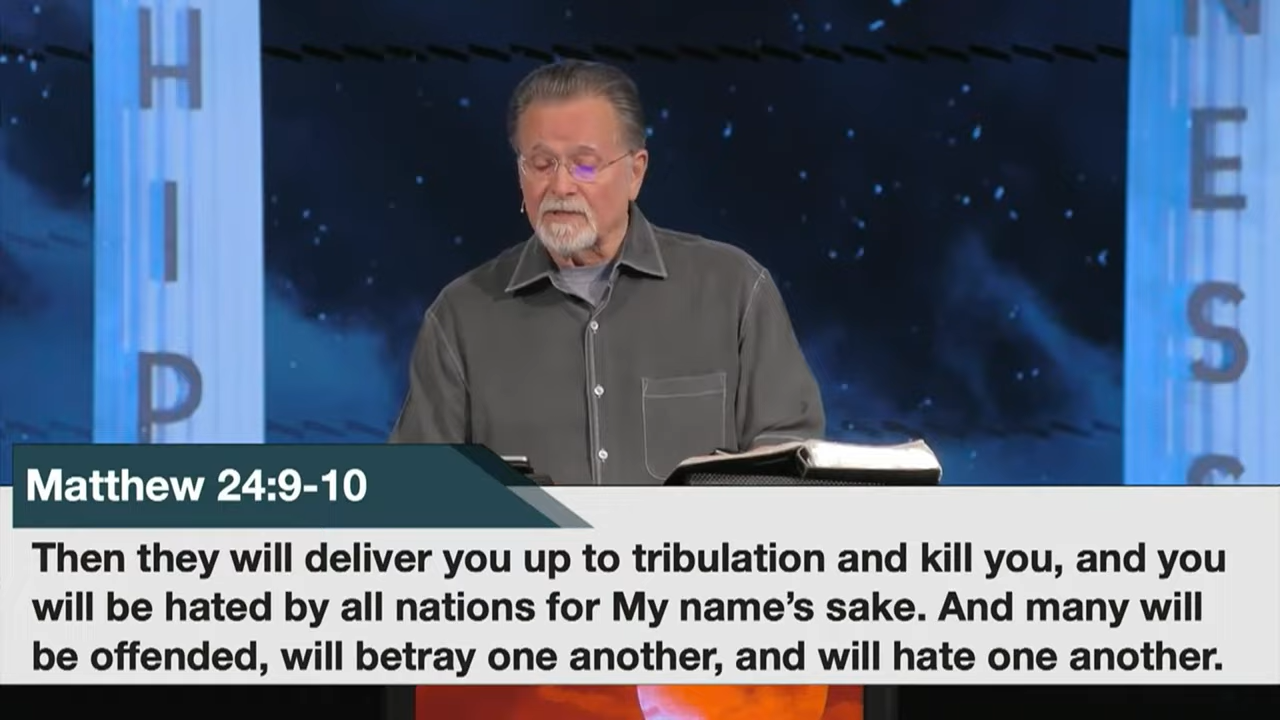 H
I
P
N
E
S
S
Matthew 24:9-10
Then they will deliver you up to tribulation and kill you, and you
will be hated by all nations for My name’s sake. And many will
be offended, will betray one another, and will hate one another.